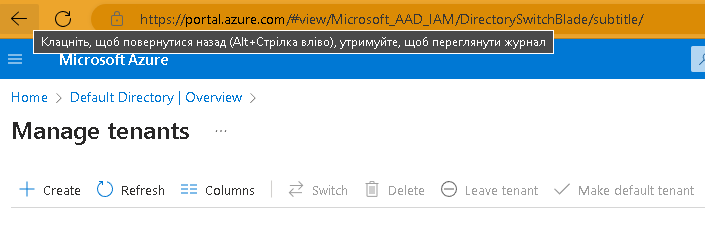 https://portal.azure.com/#view/Microsoft_AAD_IAM/DirectorySwitchBlade/subtitle/
Клацніть, щоб повернутися назад (Alt+Стрілка вліво), утримуйте, щоб переглянути журнал
Microsoft Azure
Home > Default Directory | Overview >
Manage tenants ...
Create Refresh Columns Switch Delete Leave tenant Make default tenant